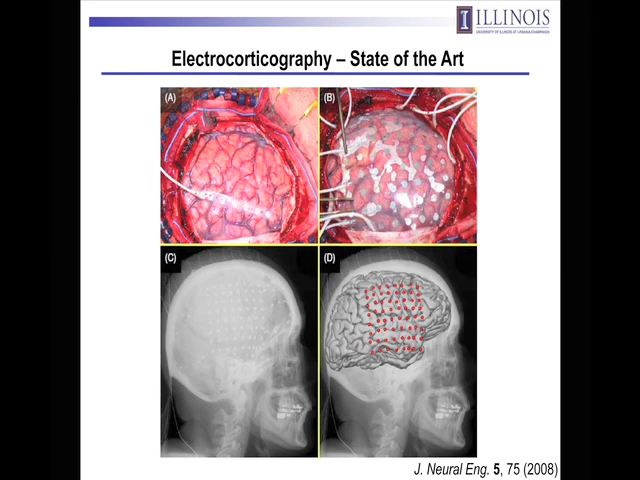 ILLINOIS
UNIVERSITY OF ILLINOIS AT URBANA-CHAMPAIGN
Electrocorticography – State of the Art
(A)
(B)
(C)
(D)
J. Neural Eng. 5, 75 (2008)